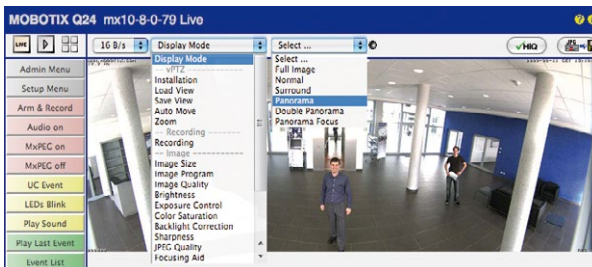 MOBOTIX Q24 mx10-8-0-79 Live
LIVE
16 B/s
Display Mode
Select ...
HiQ
JPG
Admin Menu
Setup Menu
Arm & Record
Audio on
MxPEG on
MxPEG off
UC Event
LEDs Blink
Play Sound
Play Last Event
Event List
Display Mode
-- vPTZ --
Installation
Load View
Save View
Auto Move
Zoom
-- Recording --
Recording
-- Image --
Image Size
Image Program
Image Quality
Brightness
Exposure Control
Color Saturation
Backlight Correction
Sharpness
JPEG Quality
Focusing Aid
Select ...
Full Image
Normal
Surround
Panorama
Double Panorama
Panorama Focus